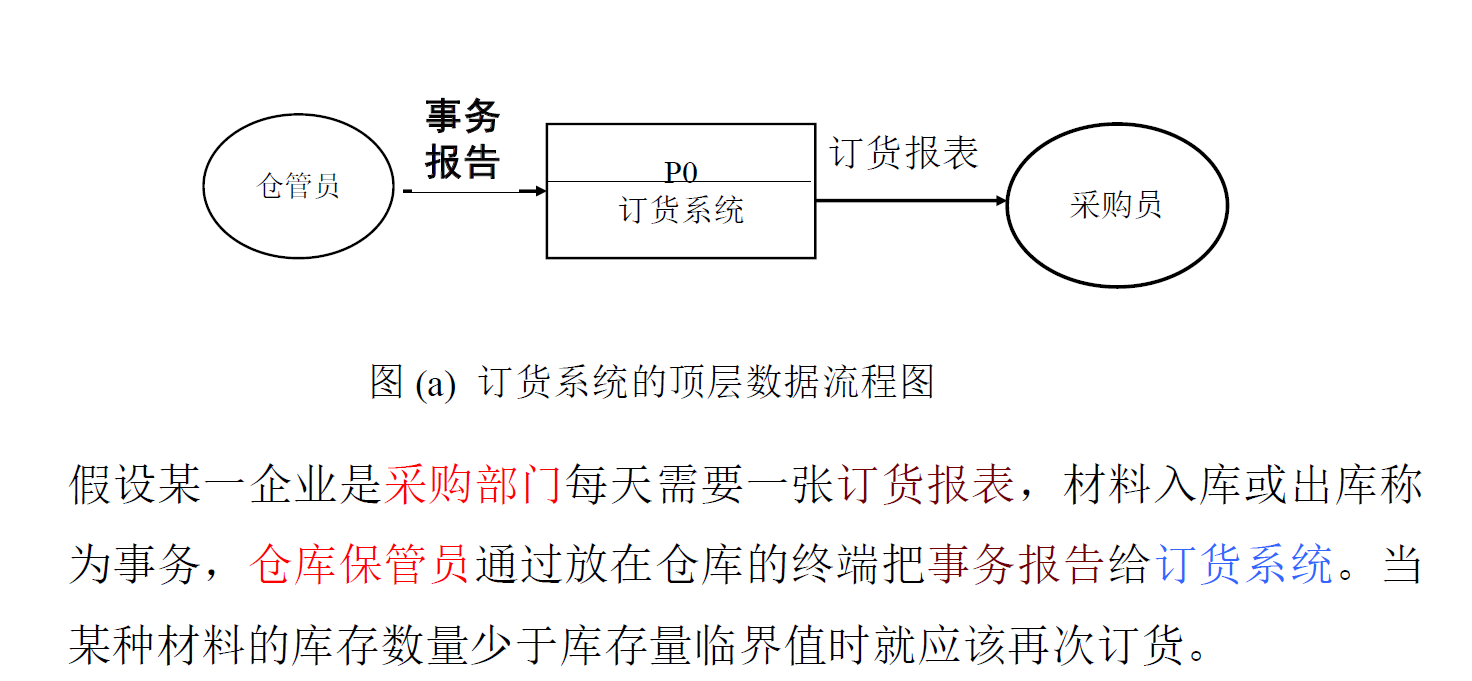 事务
报告
仓管员
P0
订货系统
订货报表
采购员
图 (a) 订货系统的顶层数据流程图
假设某一企业是采购部门每天需要一张订货报表，材料入库或出库称
为事务，仓库保管员通过放在仓库的终端把事务报告给订货系统。当
某种材料的库存数量少于库存量临界值时就应该再次订货。